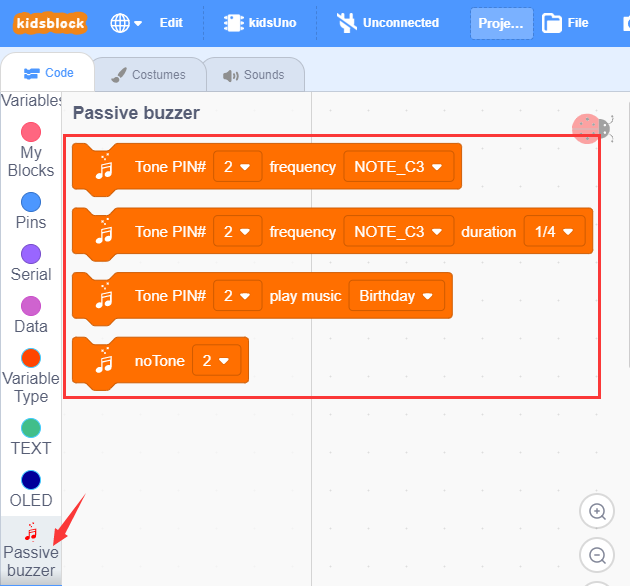 kidsblock Edit kidsUno Unconnected Proje... File
Code Costumes Sounds
Variables
My
Blocks
Pins
Serial
Data
Variable
Type
TEXT
OLED
Passive
buzzer
Passive buzzer
Tone PIN# 2 frequency NOTE_C3
Tone PIN# 2 frequency NOTE_C3 duration 1/4
Tone PIN# 2 play music Birthday
noTone 2